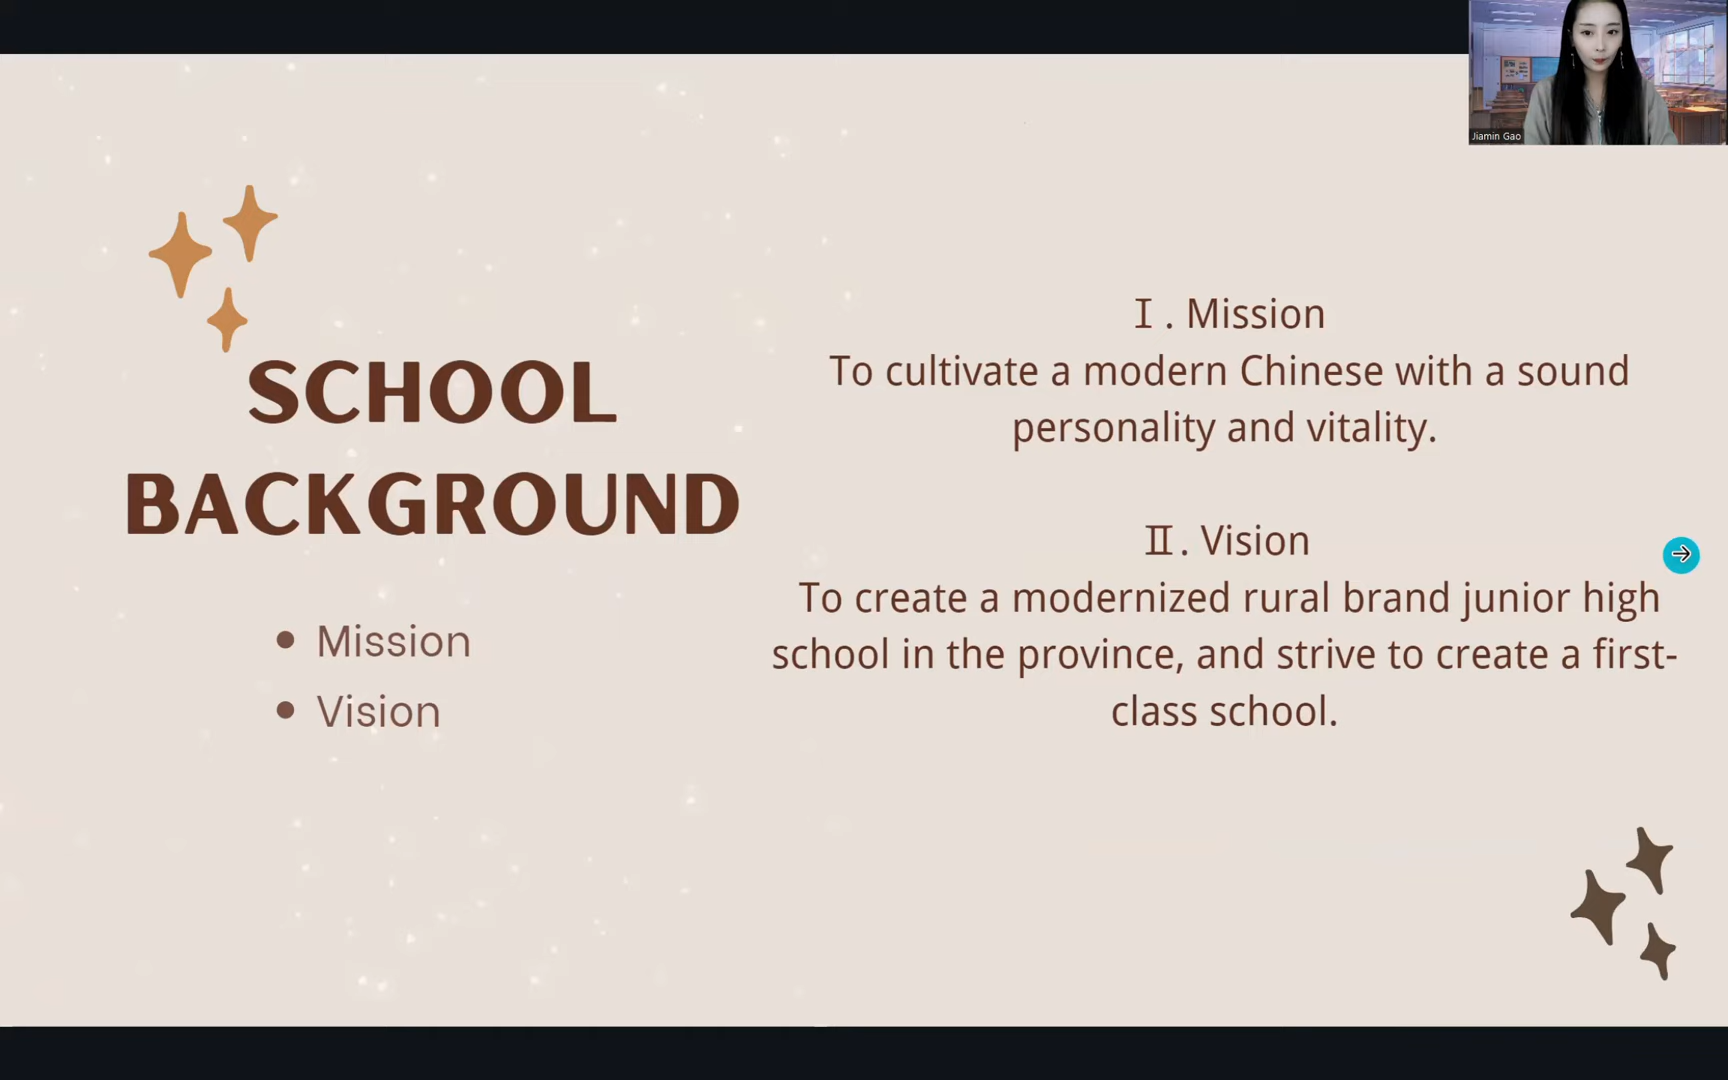 Jiamin Gao
SCHOOL
BACKGROUND
• Mission
• Vision
Ⅰ. Mission
To cultivate a modern Chinese with a sound
personality and vitality.
Ⅱ. Vision
To create a modernized rural brand junior high
school in the province, and strive to create a first-
class school.